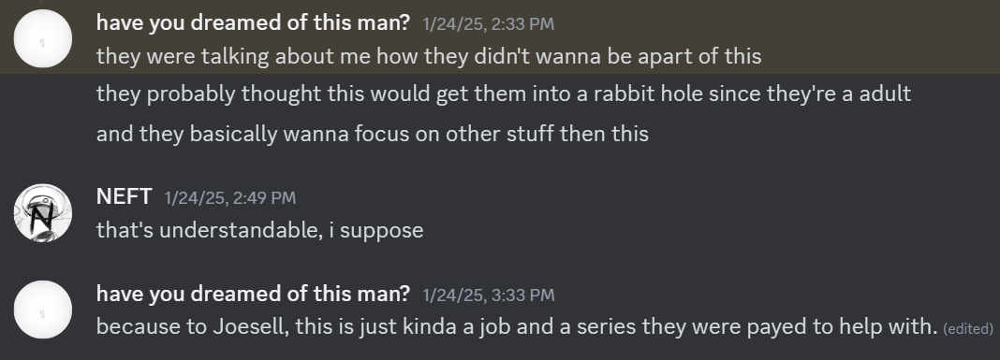 have you dreamed of this man? 1/24/25, 2:33 PM
they were talking about me how they didn't wanna be apart of this
they probably thought this would get them into a rabbit hole since they're a adult
and they basically wanna focus on other stuff then this
NEFT 1/24/25, 2:49 PM
that's understandable, i suppose
have you dreamed of this man? 1/24/25, 3:33 PM
because to Joesell, this is just kinda a job and a series they were payed to help with. (edited)